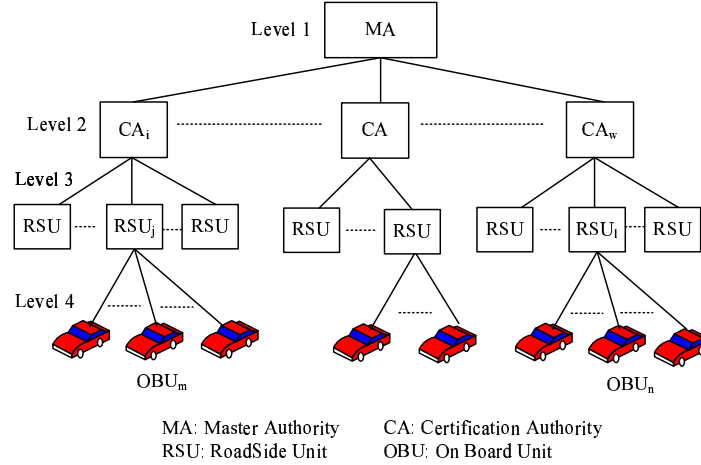 Level 1 MA
Level 2 CAi CA CAw
Level 3
RSU RSUj RSU RSU RSU RSU RSUl RSU
Level 4
OBUm OBUn
MA: Master Authority CA: Certification Authority
RSU: RoadSide Unit OBU: On Board Unit